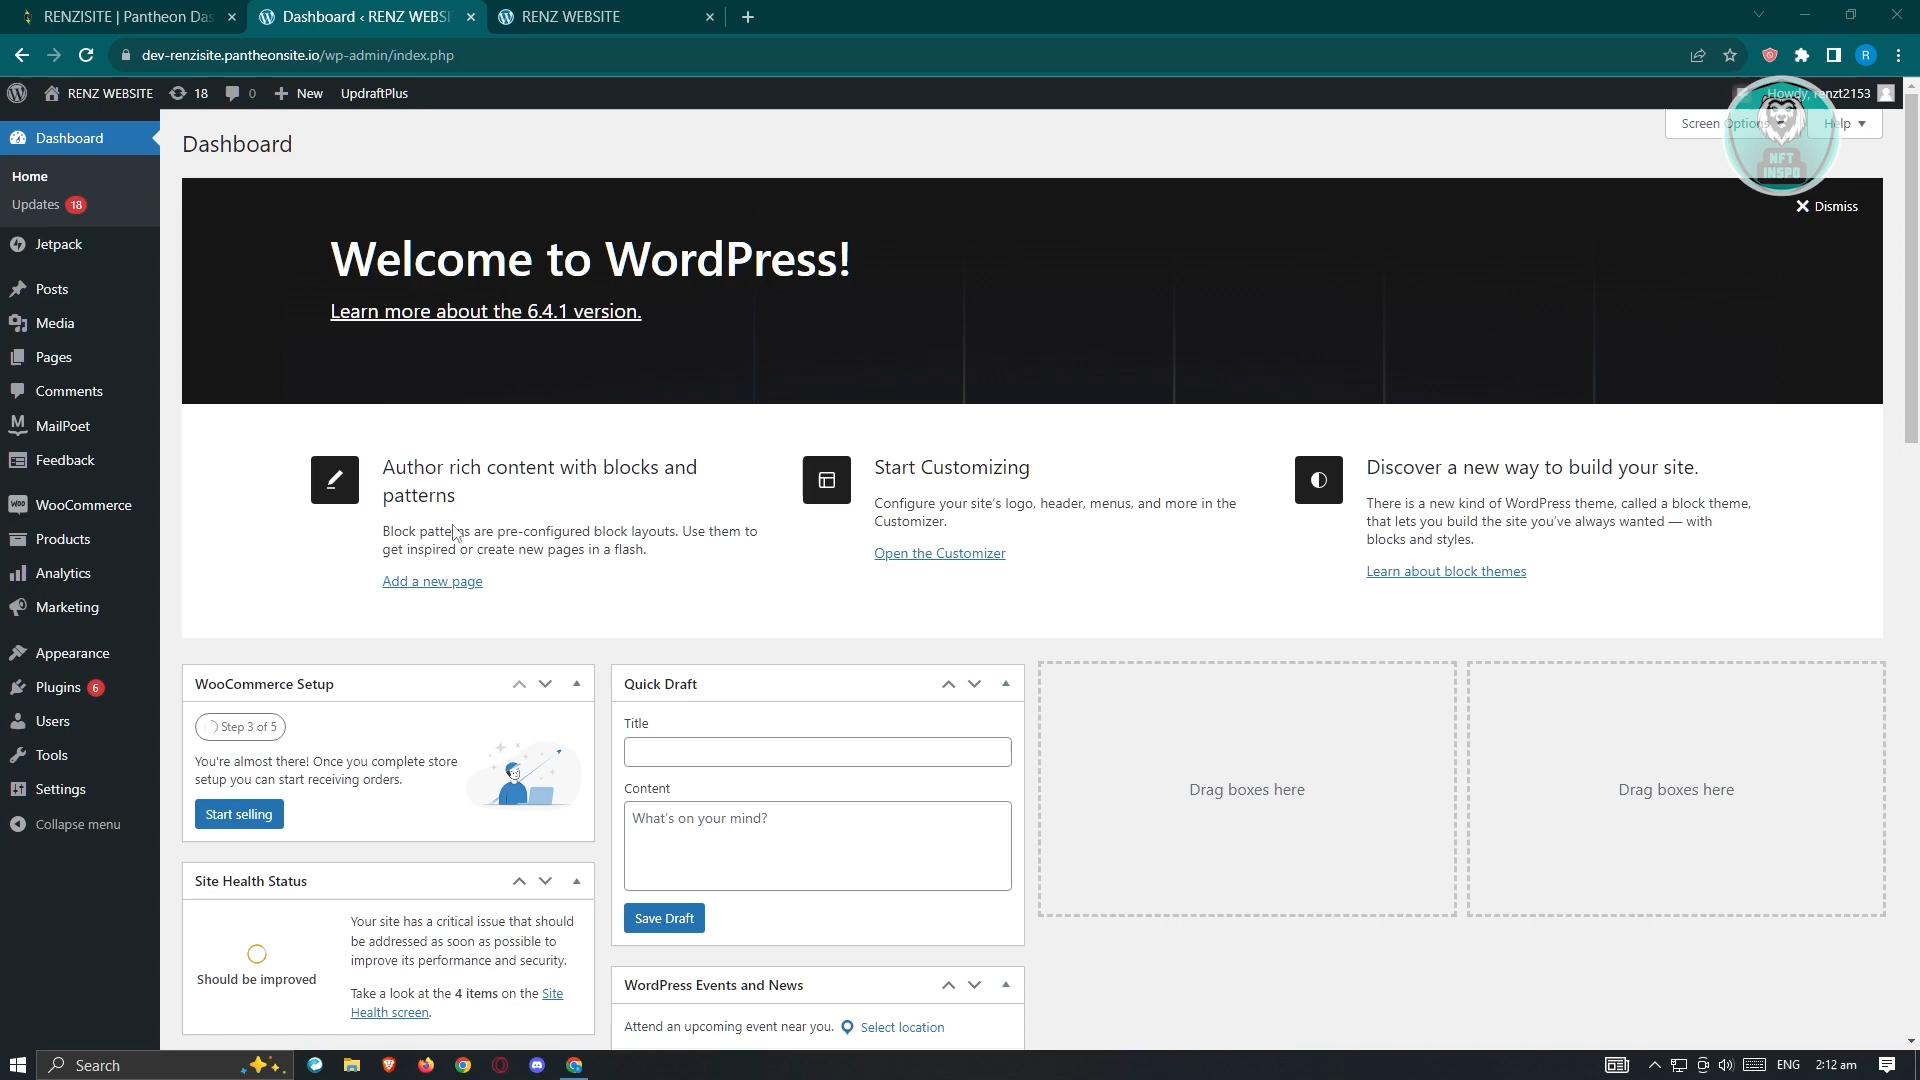 RENZISITE | Pantheon Das
Dashboard ‹ RENZ WEBSI
RENZ WEBSITE
dev-renzisite.pantheonsite.io/wp-admin/index.php
R
RENZ WEBSITE
18
0
New
UpdraftPlus
Howdy, renzt2153
Screen Options
Help
NFT
INSPO
Dashboard
Home
Updates 18
Jetpack
Posts
Media
Pages
Comments
MailPoet
Feedback
WooCommerce
Products
Analytics
Marketing
Appearance
Plugins 6
Users
Tools
Settings
Collapse menu
Dashboard
Dismiss
Welcome to WordPress!
Learn more about the 6.4.1 version.
Author rich content with blocks and
patterns
Block patterns are pre-configured block layouts. Use them to
get inspired or create new pages in a flash.
Add a new page
Start Customizing
Configure your site's logo, header, menus, and more in the
Customizer.
Open the Customizer
Discover a new way to build your site.
There is a new kind of WordPress theme, called a block theme,
that lets you build the site you've always wanted — with
blocks and styles.
Learn about block themes
WooCommerce Setup
Step 3 of 5
You're almost there! Once you complete store
setup you can start receiving orders.
Start selling
Site Health Status
Should be improved
Your site has a critical issue that should
be addressed as soon as possible to
improve its performance and security.
Take a look at the 4 items on the Site
Health screen.
Quick Draft
Title
Content
What's on your mind?
Save Draft
WordPress Events and News
Attend an upcoming event near you.
Select location
Drag boxes here
Drag boxes here
Search
ENG
2:12 am